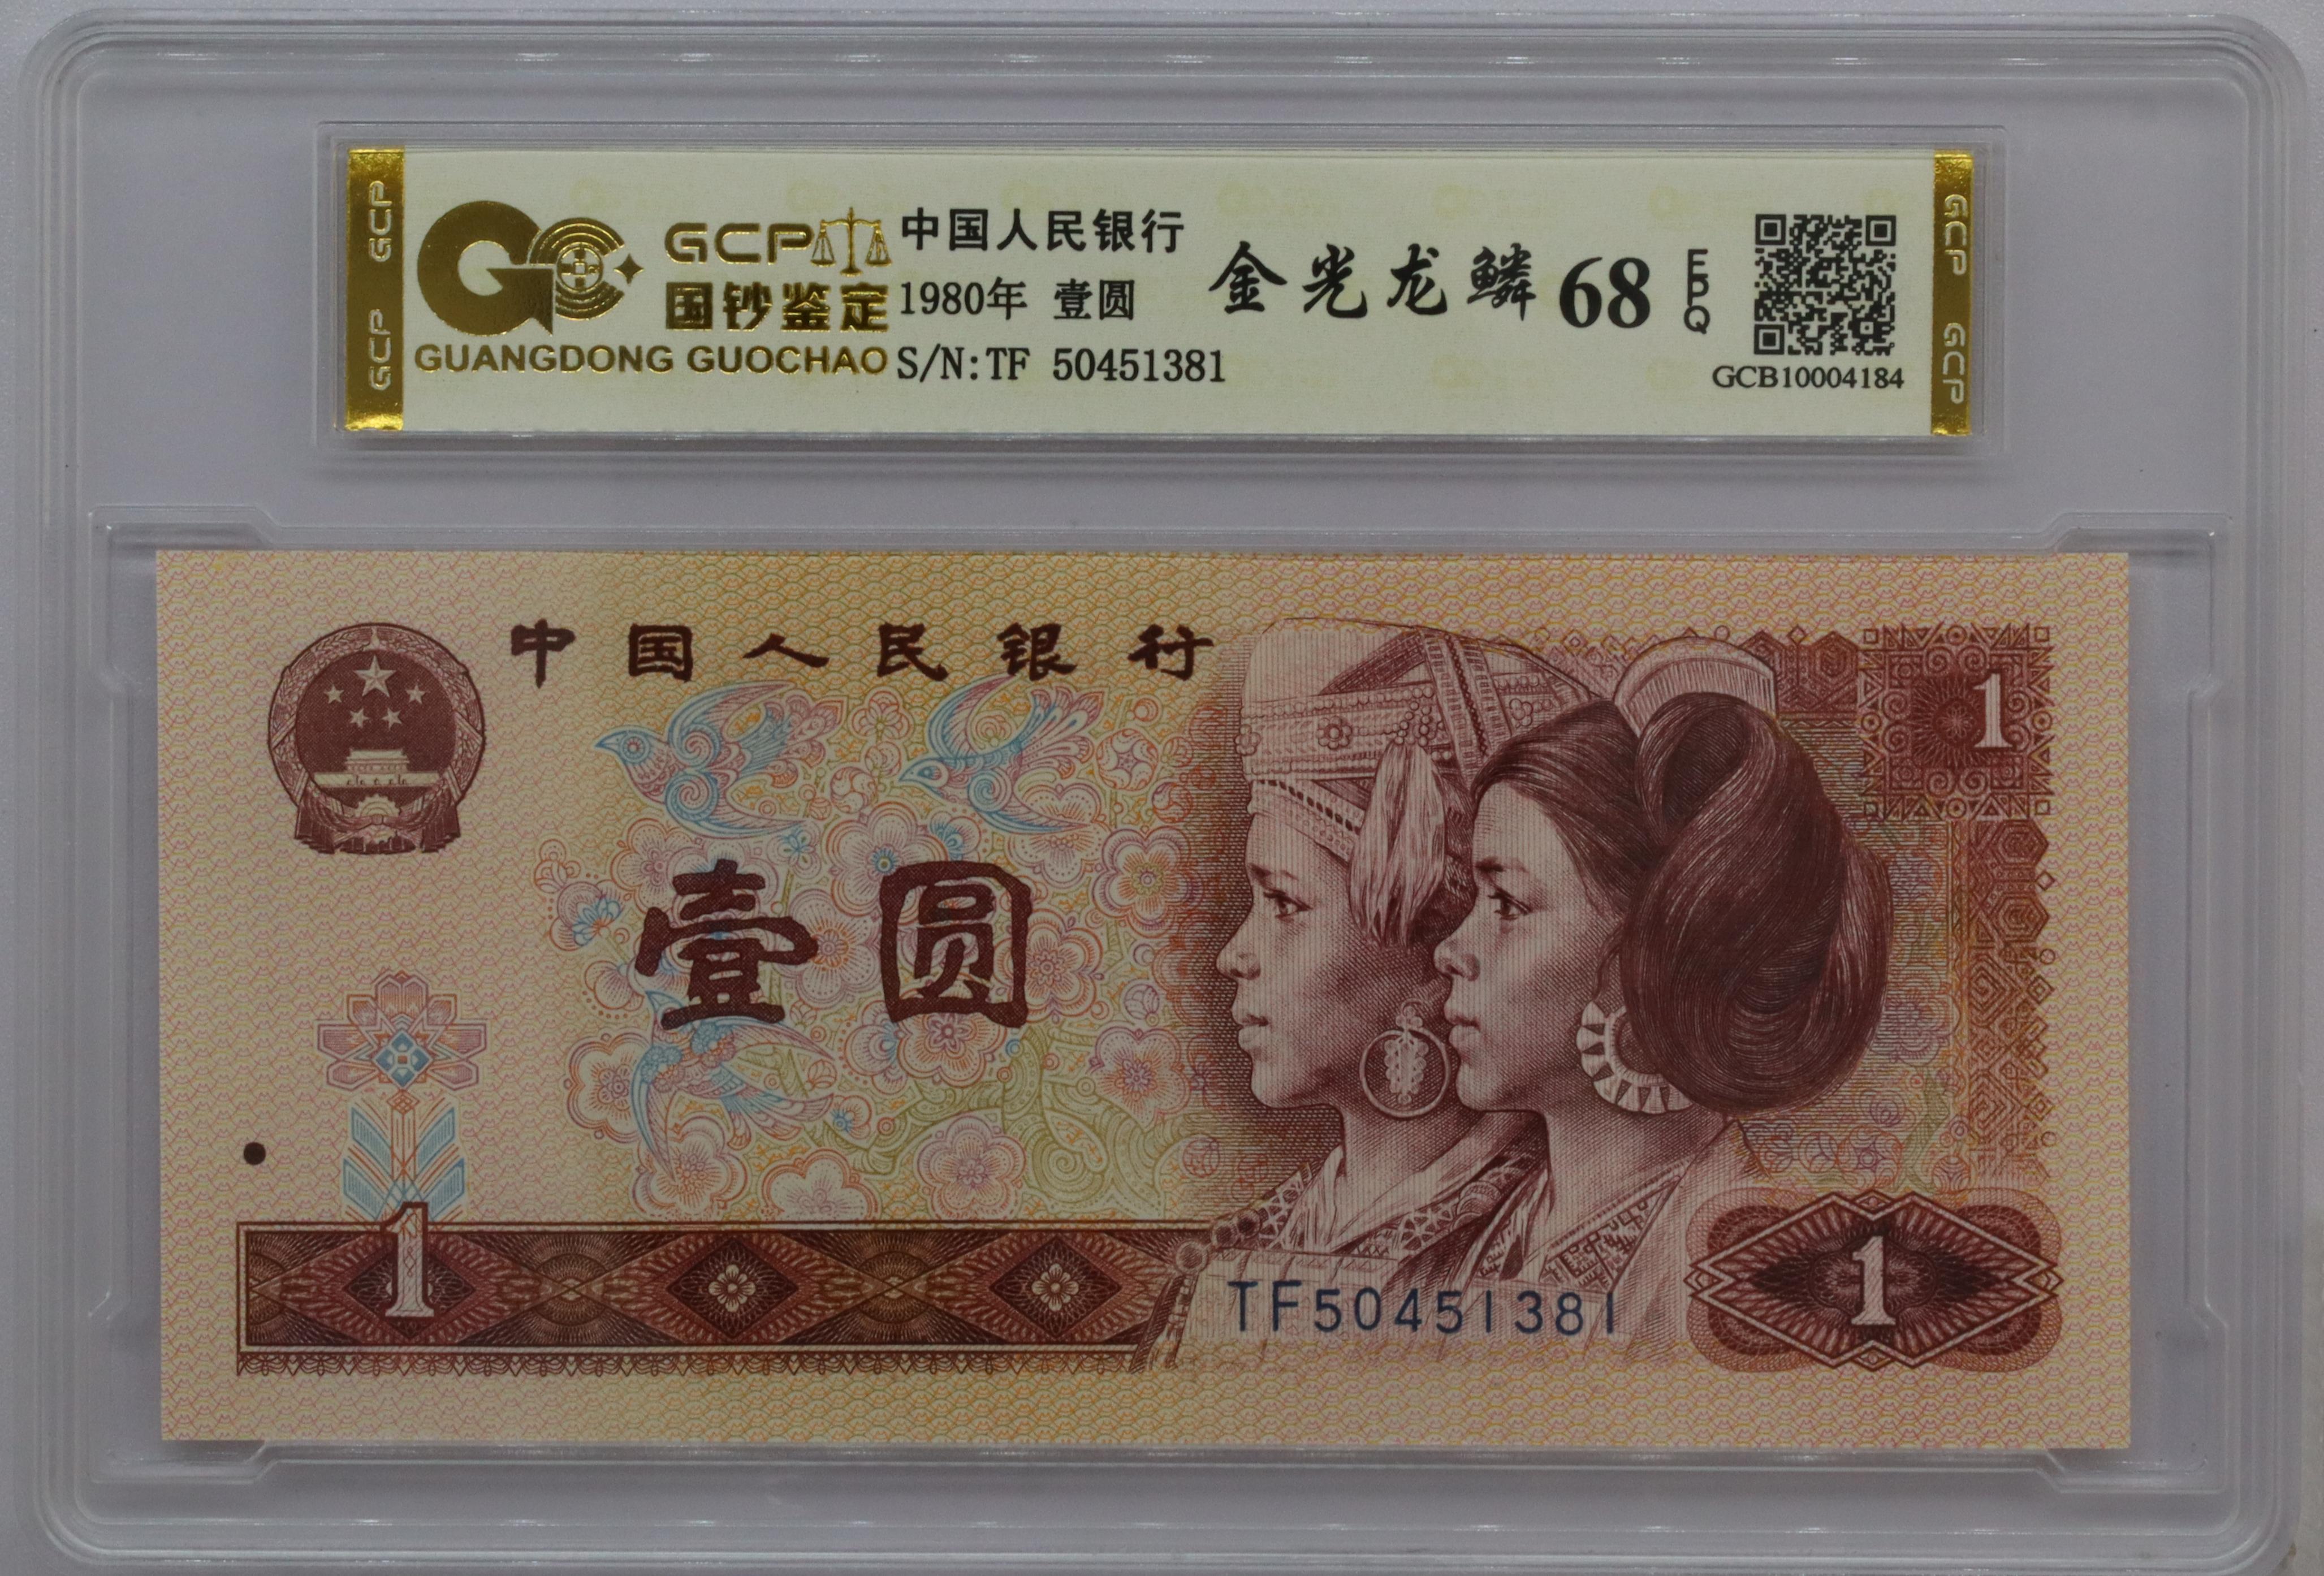 GCP GCP
GCP
国钞鉴定
GUANGDONG GUOCHAO
中国人民银行
1980年 壹圆
S/N:TF 50451381
金光龙鳞 68 EPQ
GCB10004184
GCP GCP
中国人民银行
1
壹圆
1
TF50451381
1